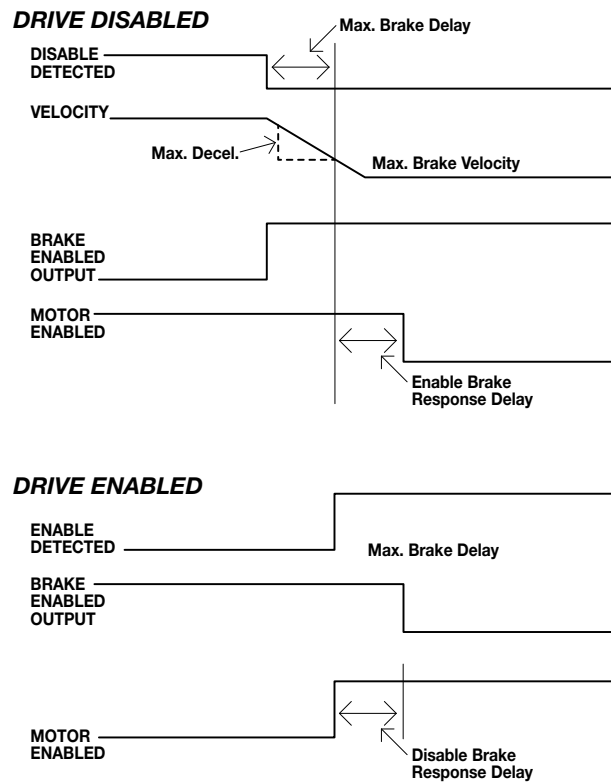 DRIVE DISABLED
Max. Brake Delay
DISABLE
DETECTED
VELOCITY
Max. Decel.
Max. Brake Velocity
BRAKE
ENABLED
OUTPUT
MOTOR
ENABLED
Enable Brake
Response Delay
DRIVE ENABLED
ENABLE
DETECTED
Max. Brake Delay
BRAKE
ENABLED
OUTPUT
MOTOR
ENABLED
Disable Brake
Response Delay